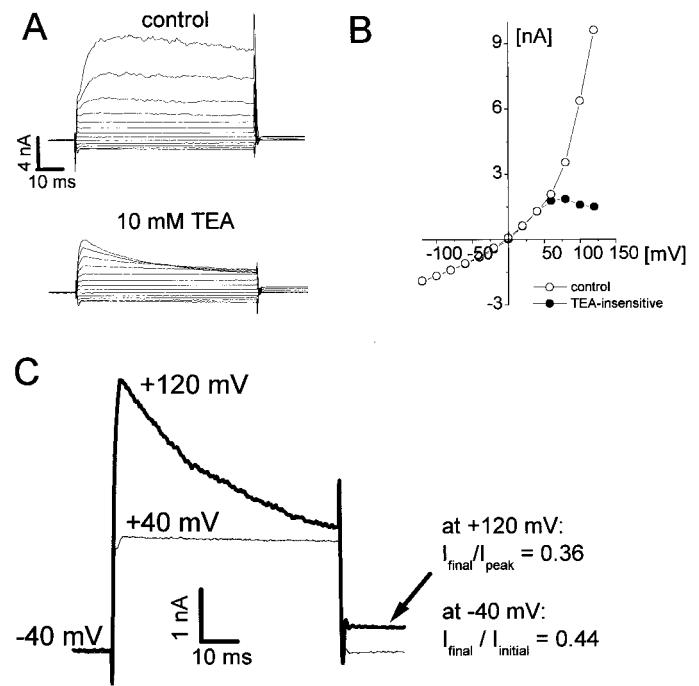 A
control
4 nA
10 ms
10 mM TEA
B
[nA]
9
6
3
-3
-100
-50
0
50
100
150
[mV]
control
TEA-insensitive
C
+120 mV
+40 mV
-40 mV
1 nA
10 ms
at +120 mV:
Ifinal/Ipeak = 0.36
at -40 mV:
Ifinal / Iinitial = 0.44